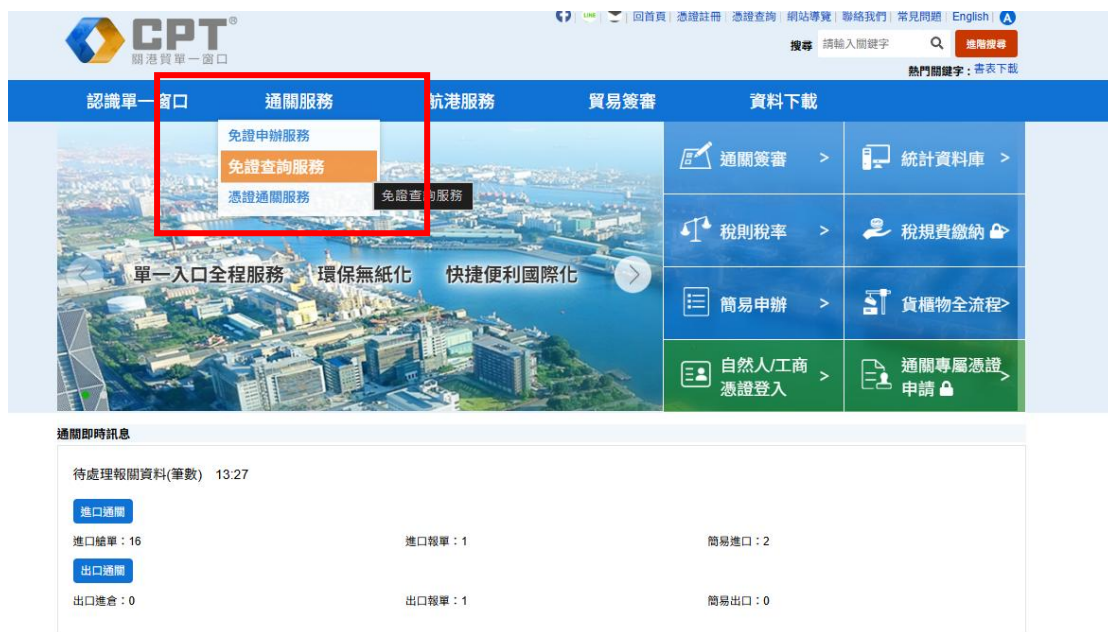 回首頁 | 憑證註冊 | 憑證查詢 | 網站導覽 | 聯絡我們 | 常見問題 | English | A
CPT®
關港貿單一窗口
搜尋 請輸入關鍵字 進階搜尋
熱門關鍵字：書表下載
認識單一窗口 通關服務 航港服務 貿易簽審 資料下載
免證申辦服務
免證查詢服務
憑證通關服務
免證查詢服務
單一入口全程服務 環保無紙化 快捷便利國際化
通關簽審 >
統計資料庫 >
稅則稅率 >
稅規費繳納 >
簡易申辦 >
貨櫃物全流程>
自然人/工商
憑證登入 >
通關專屬憑證
申請 >
通關即時訊息
待處理報關資料(筆數) 13:27
進口通關
進口艙單：16 進口報單：1 簡易進口：2
出口通關
出口進倉：0 出口報單：1 簡易出口：0